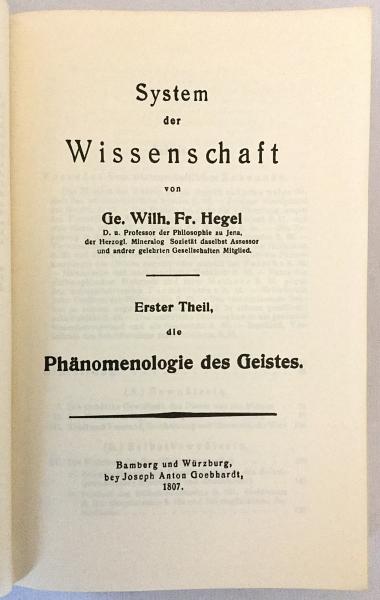 System
der
Wissenschaft
von
Ge. Wilh. Fr. Hegel
D. u. Professor der Philosophie zu Jena,
der Herzogl. Mineralog Sozietät daselbst Assessor
und andrer gelehrten Gesellschaften Mitglied.
Erster Theil,
die
Phänomenologie des Geistes.
Bamberg und Würzburg,
bey Joseph Anton Goebhardt,
1807.